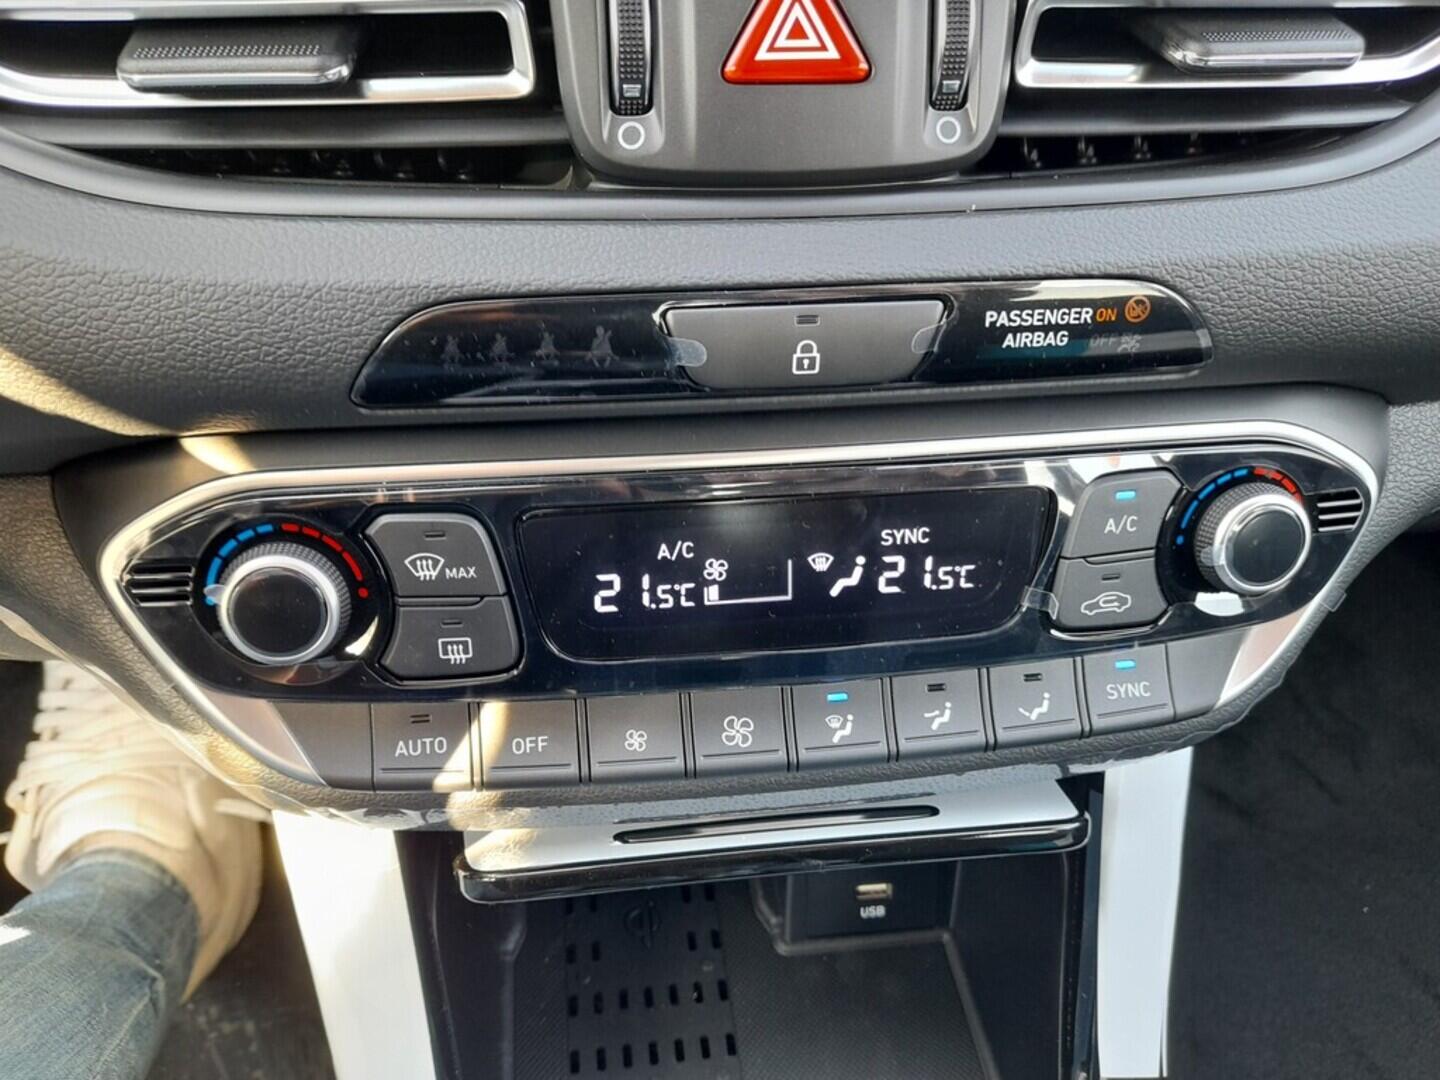 PASSENGER ON
AIRBAG OFF
MAX
A/C
21.5°C
SYNC
21.5°C
A/C
AUTO
OFF
SYNC
USB